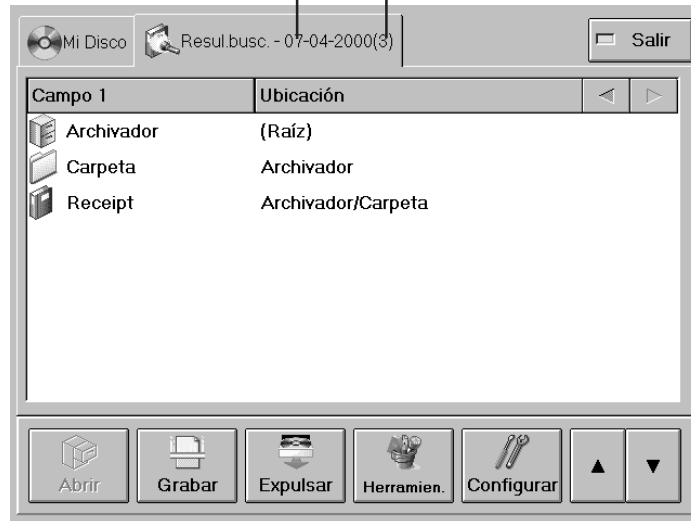 Mi Disco
Resul.busc. - 07-04-2000(3)
Salir
Campo 1 Ubicación
Archivador (Raíz)
Carpeta Archivador
Receipt Archivador/Carpeta
Abrir Grabar Expulsar Herramien. Configurar